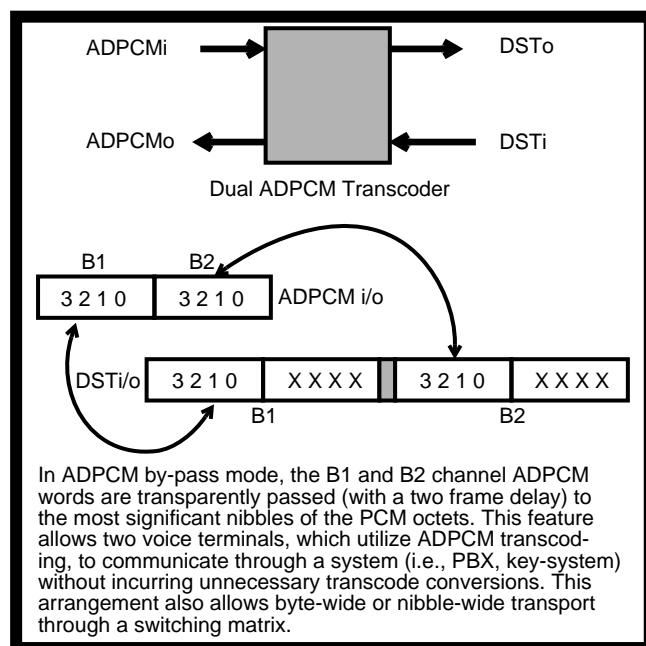 ADPCMi DSTo
ADPCMo DSTi
Dual ADPCM Transcoder
B1 B2
3 2 1 0 3 2 1 0 ADPCM i/o
DSTi/o 3 2 1 0 X X X X 3 2 1 0 X X X X
B1 B2
In ADPCM by-pass mode, the B1 and B2 channel ADPCM
words are transparently passed (with a two frame delay) to
the most significant nibbles of the PCM octets. This feature
allows two voice terminals, which utilize ADPCM transcod-
ing, to communicate through a system (i.e., PBX, key-system)
without incurring unnecessary transcode conversions. This
arrangement also allows byte-wide or nibble-wide transport
through a switching matrix.